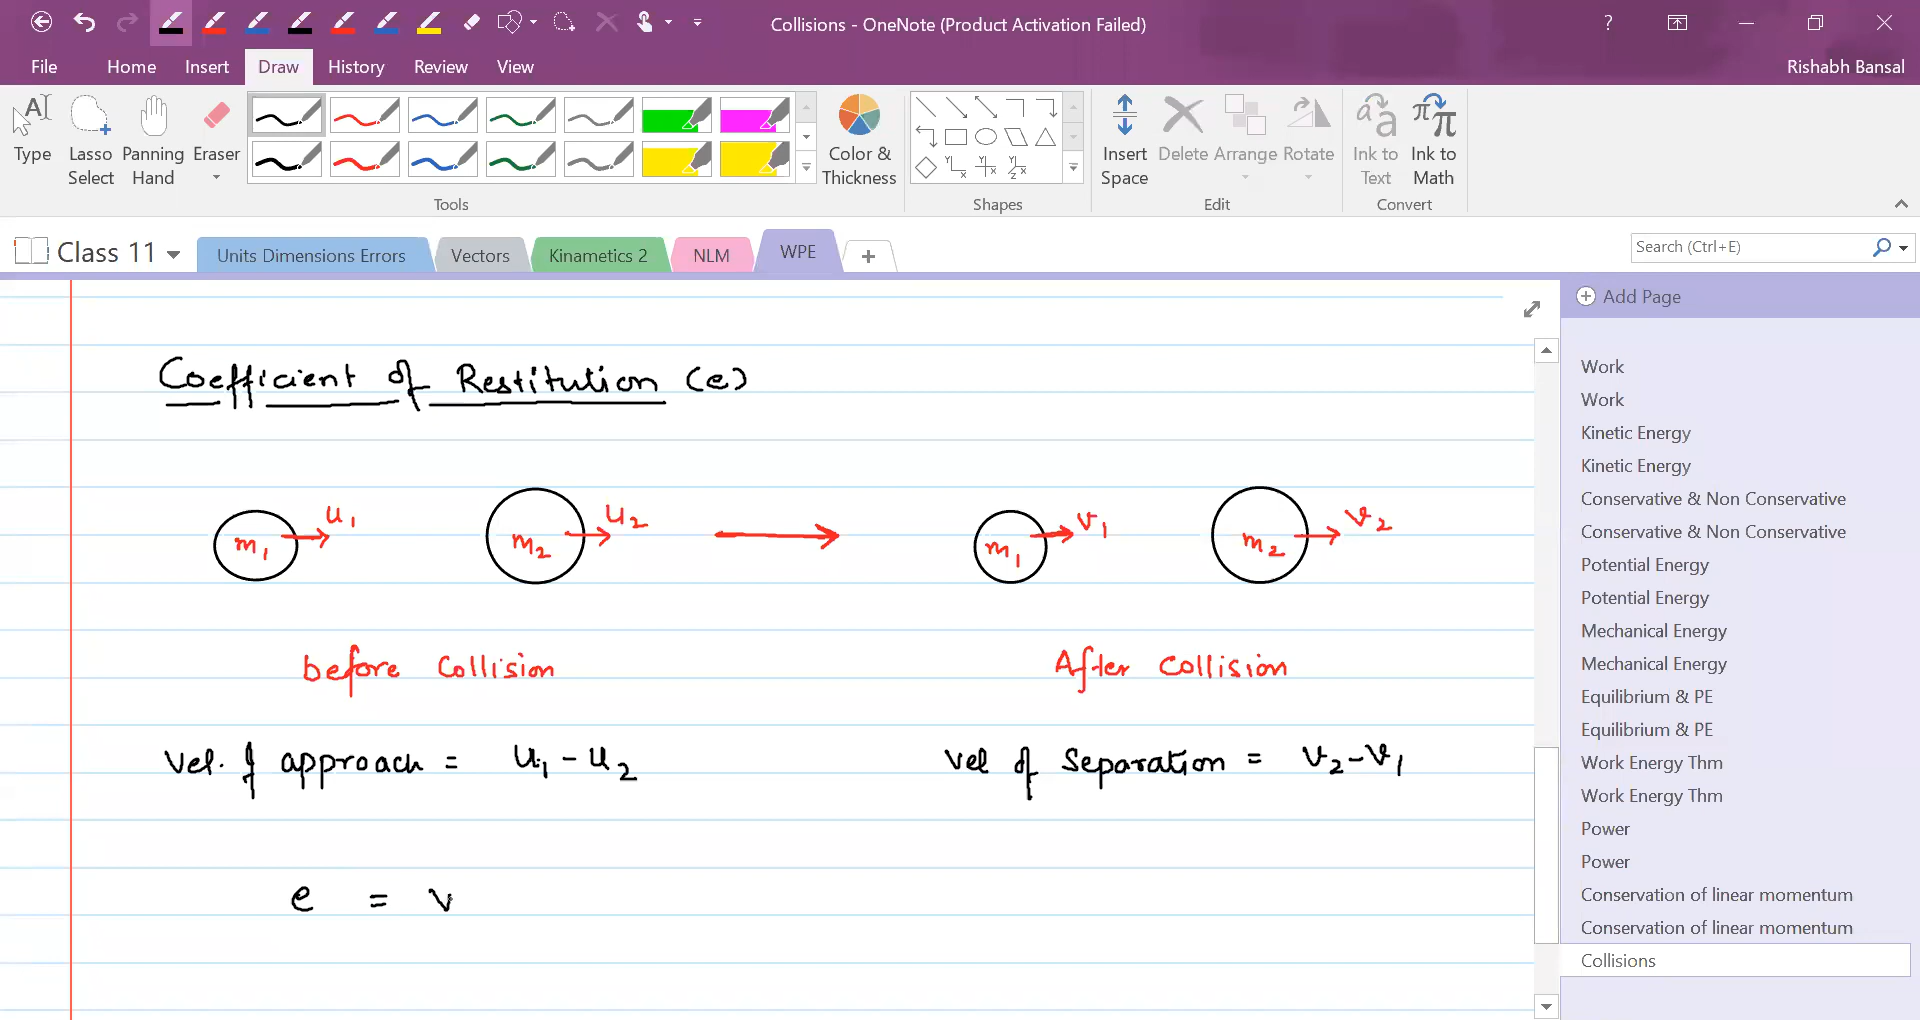 Collisions - OneNote (Product Activation Failed)
?
File Home Insert Draw History Review View
Rishabh Bansal
Type
Lasso Select
Panning Hand
Eraser
Color & Thickness
Insert Space
Delete
Arrange
Rotate
Ink to Text
Ink to Math
Tools
Shapes
Edit
Convert
Class 11
Units Dimensions Errors
Vectors
Kinametics 2
NLM
WPE
Search (Ctrl+E)
Add Page
Coefficient of Restitution (e)
m₁ u₁ m₂ u₂ m₁ v₁ m₂ v₂
before Collision After Collision
Vel. of approach = u₁ - u₂ Vel of Separation = v₂ - v₁
e = v
Work
Work
Kinetic Energy
Kinetic Energy
Conservative & Non Conservative
Conservative & Non Conservative
Potential Energy
Potential Energy
Mechanical Energy
Mechanical Energy
Equilibrium & PE
Equilibrium & PE
Work Energy Thm
Work Energy Thm
Power
Power
Conservation of linear momentum
Conservation of linear momentum
Collisions